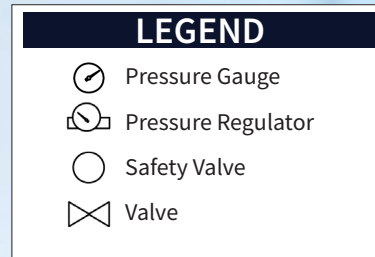 LEGEND
Pressure Gauge
Pressure Regulator
Safety Valve
Valve